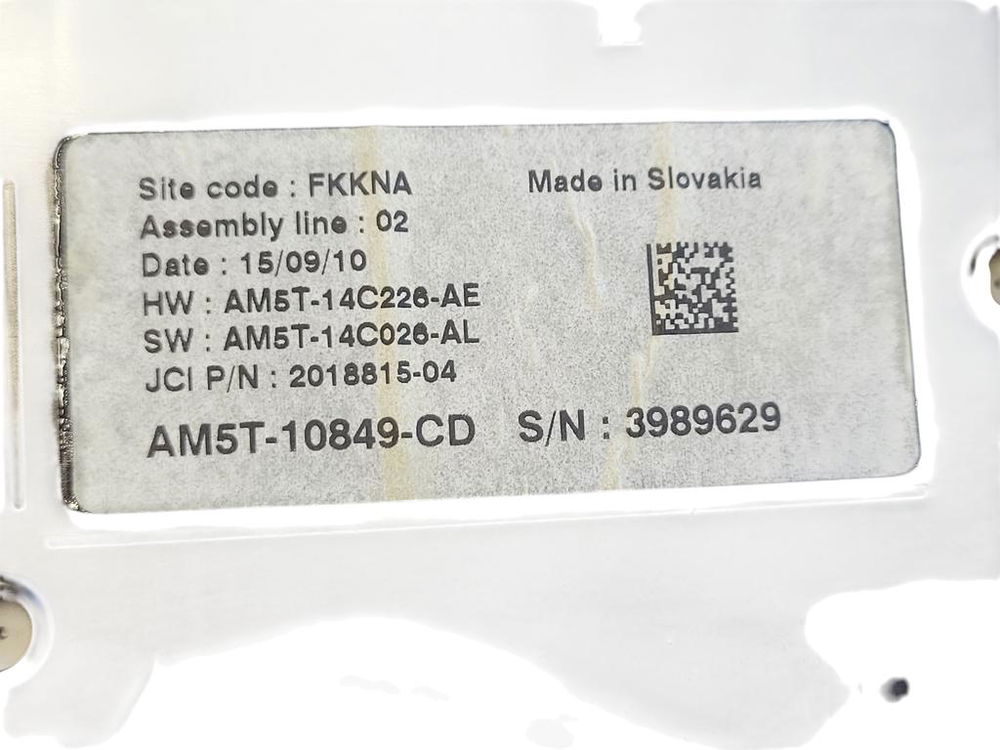 Site code : FKKNA
Made in Slovakia
Assembly line : 02
Date : 15/09/10
HW : AM5T-14C226-AE
SW : AM5T-14C026-AL
JCI P/N : 2018815-04
AM5T-10849-CD S/N : 3989629